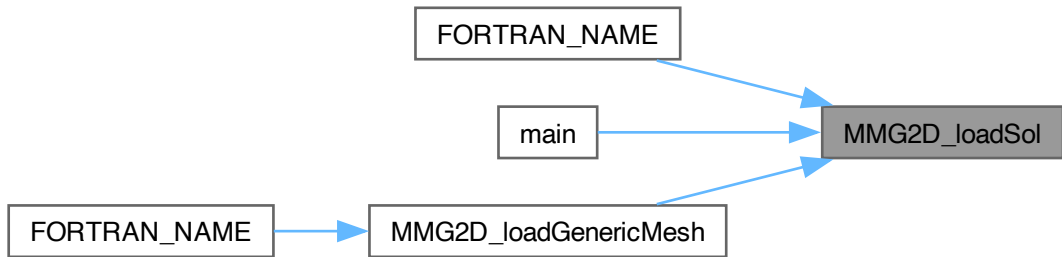 FORTRAN_NAME
main
MMG2D_loadSol
FORTRAN_NAME
MMG2D_loadGenericMesh